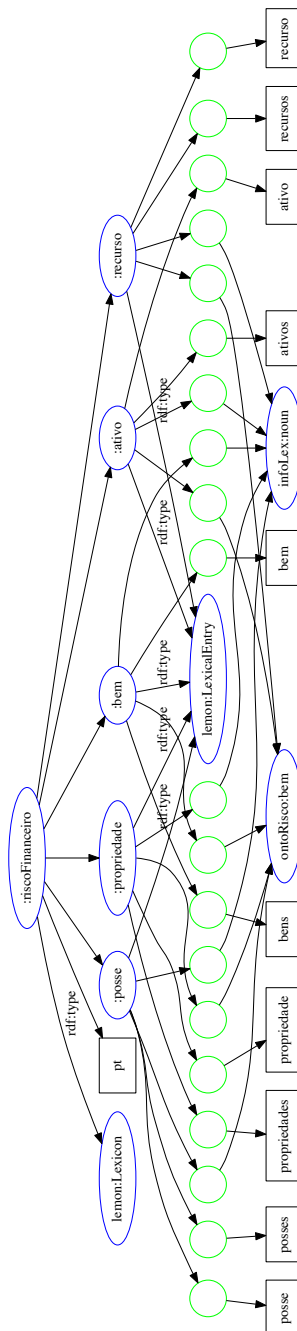 :riscoFinanceiro
rdf:type
lemon:Lexicon
pt
:posse
:propriedade
:bem
:ativo
:recurso
rdf:type
rdf:type
rdf:type
rdf:type
rdf:type
lemon:LexicalEntry
posse
posses
propriedades
propriedade
bens
ontoRisco:bem
bem
infoLex:noun
ativos
ativo
recursos
recurso